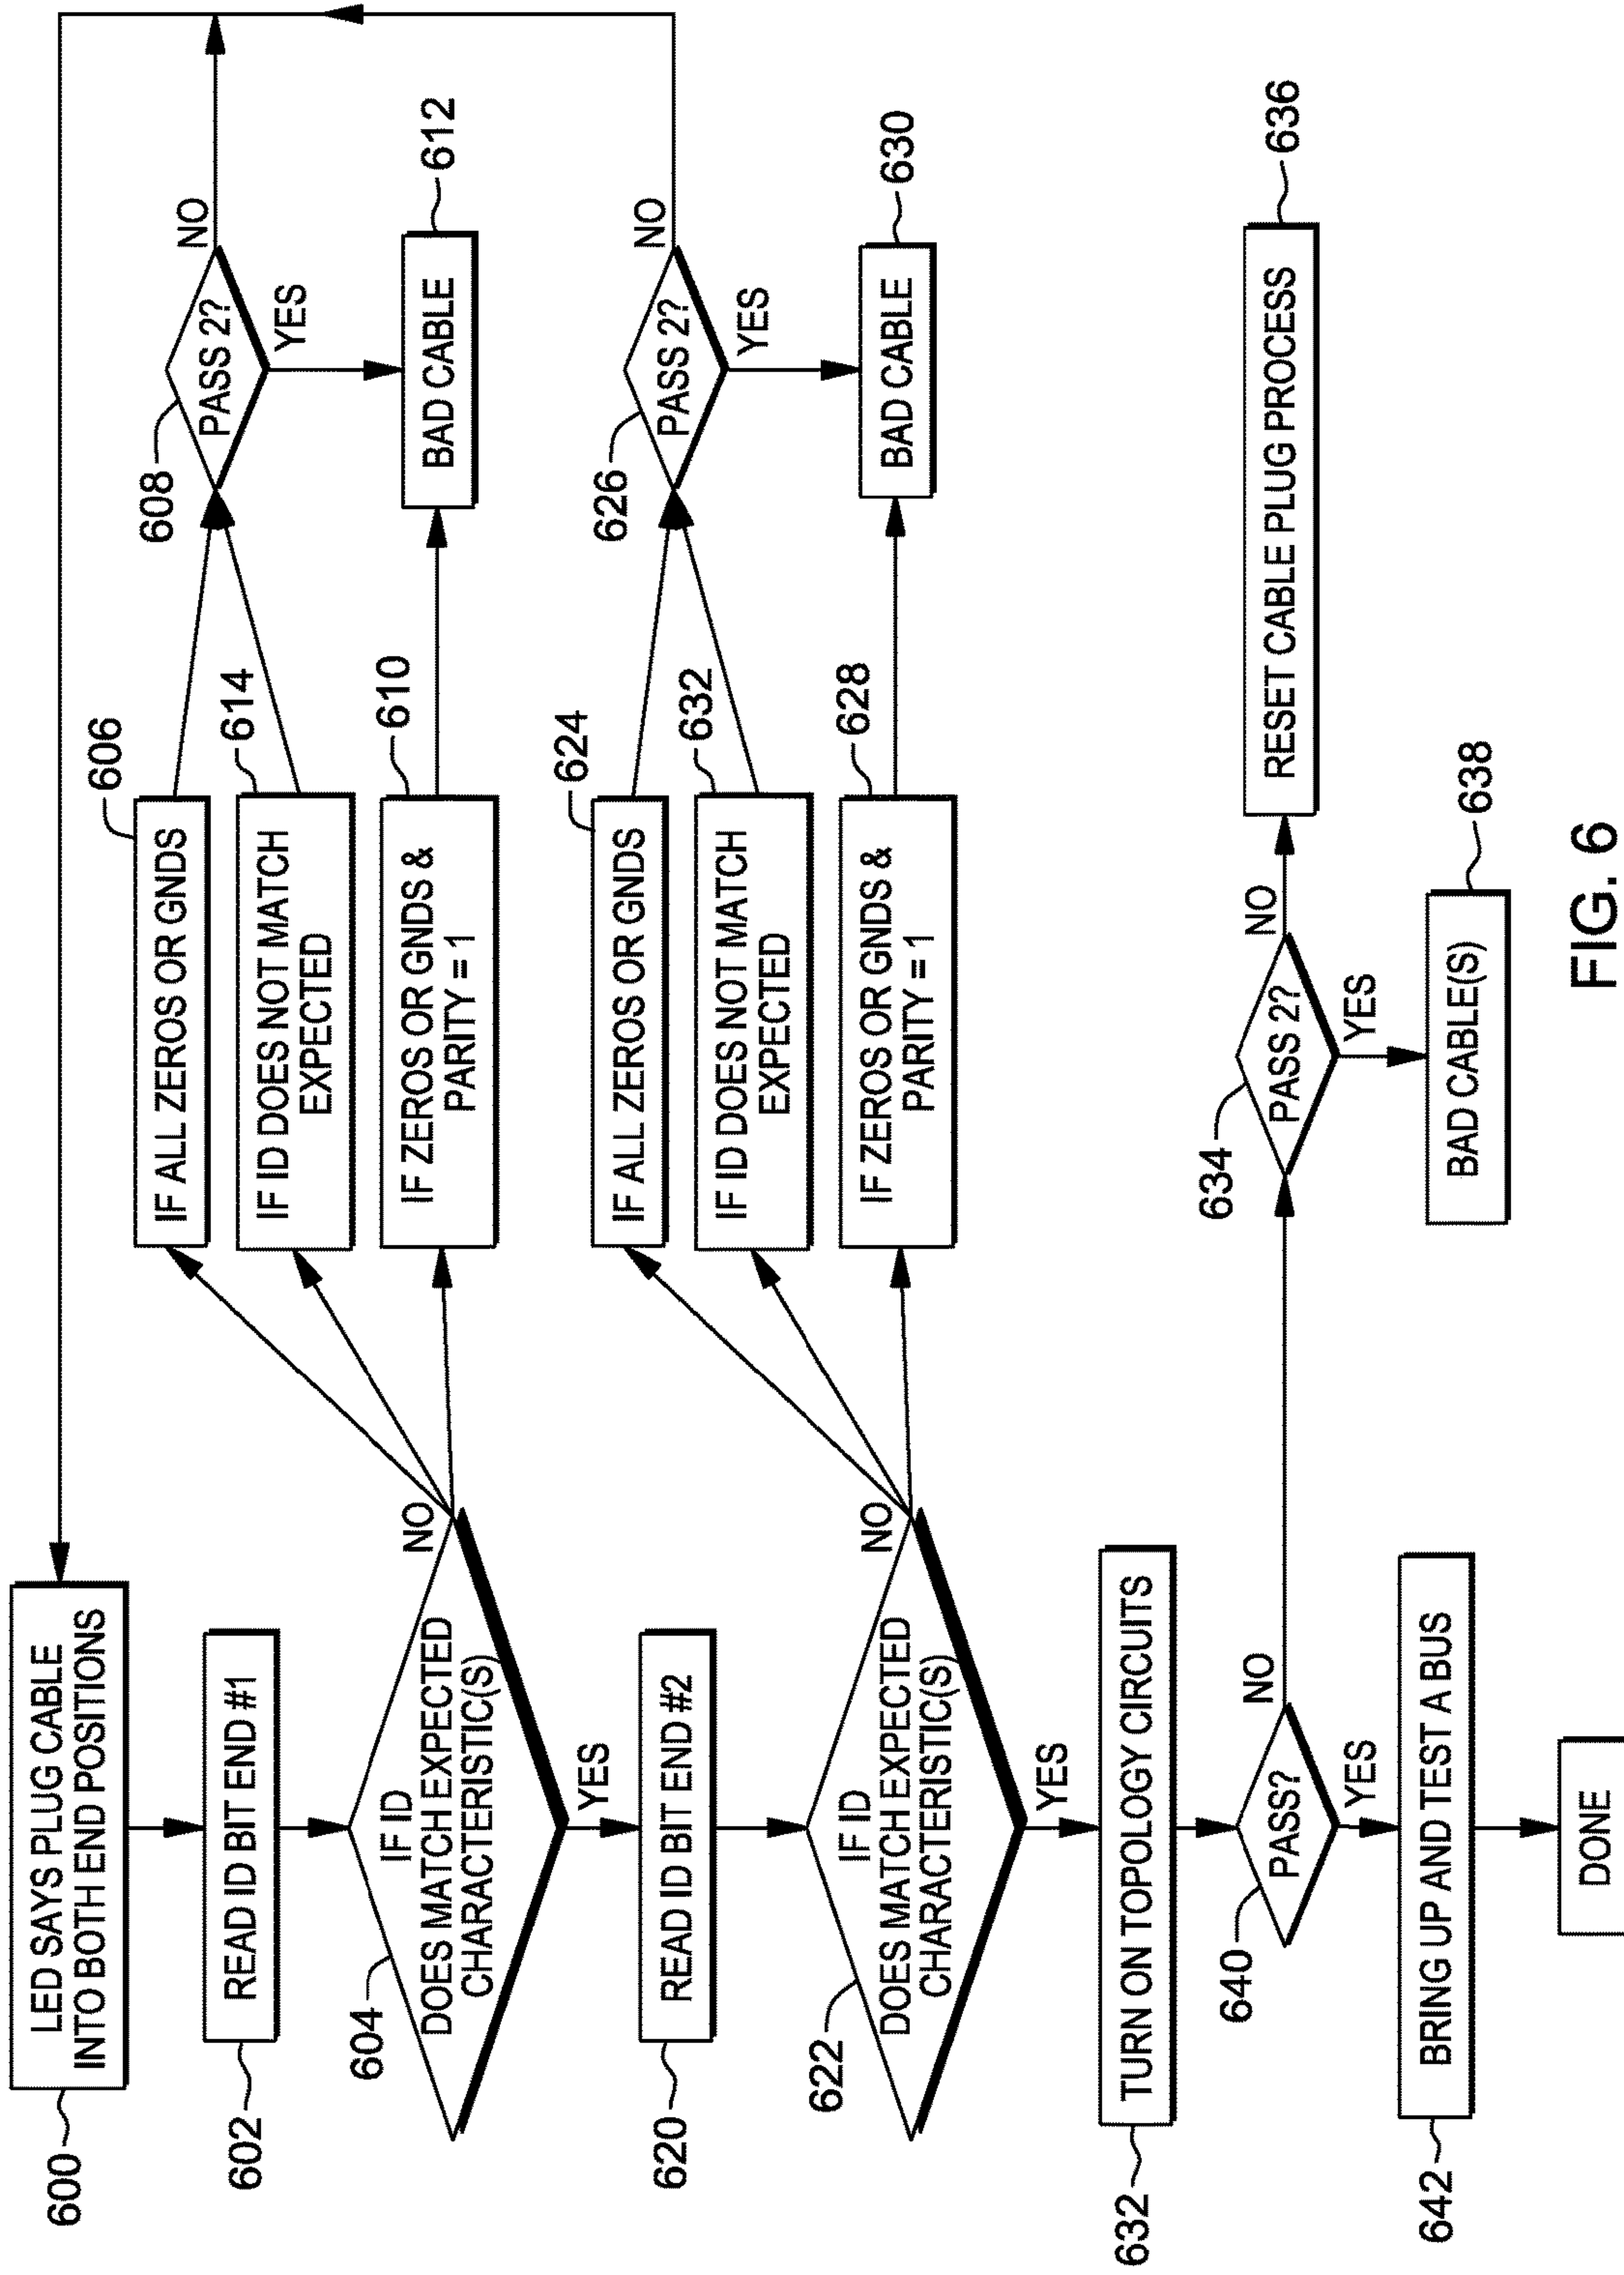 600
LED SAYS PLUG CABLE
INTO BOTH END POSITIONS
602
READ ID BIT END #1
604
IF ID
DOES MATCH EXPECTED
CHARACTERISTIC(S)
NO
YES
606
IF ALL ZEROS OR GNDS
614
IF ID DOES NOT MATCH
EXPECTED
610
IF ZEROS OR GNDS &
PARITY = 1
608
PASS 2?
NO
YES
612
BAD CABLE
620
READ ID BIT END #2
622
IF ID
DOES MATCH EXPECTED
CHARACTERISTIC(S)
NO
YES
624
IF ALL ZEROS OR GNDS
632
IF ID DOES NOT MATCH
EXPECTED
628
IF ZEROS OR GNDS &
PARITY = 1
626
PASS 2?
NO
YES
630
BAD CABLE
632
TURN ON TOPOLOGY CIRCUITS
640
PASS?
NO
YES
634
PASS 2?
NO
YES
636
RESET CABLE PLUG PROCESS
638
BAD CABLE(S)
642
BRING UP AND TEST A BUS
DONE
FIG. 6